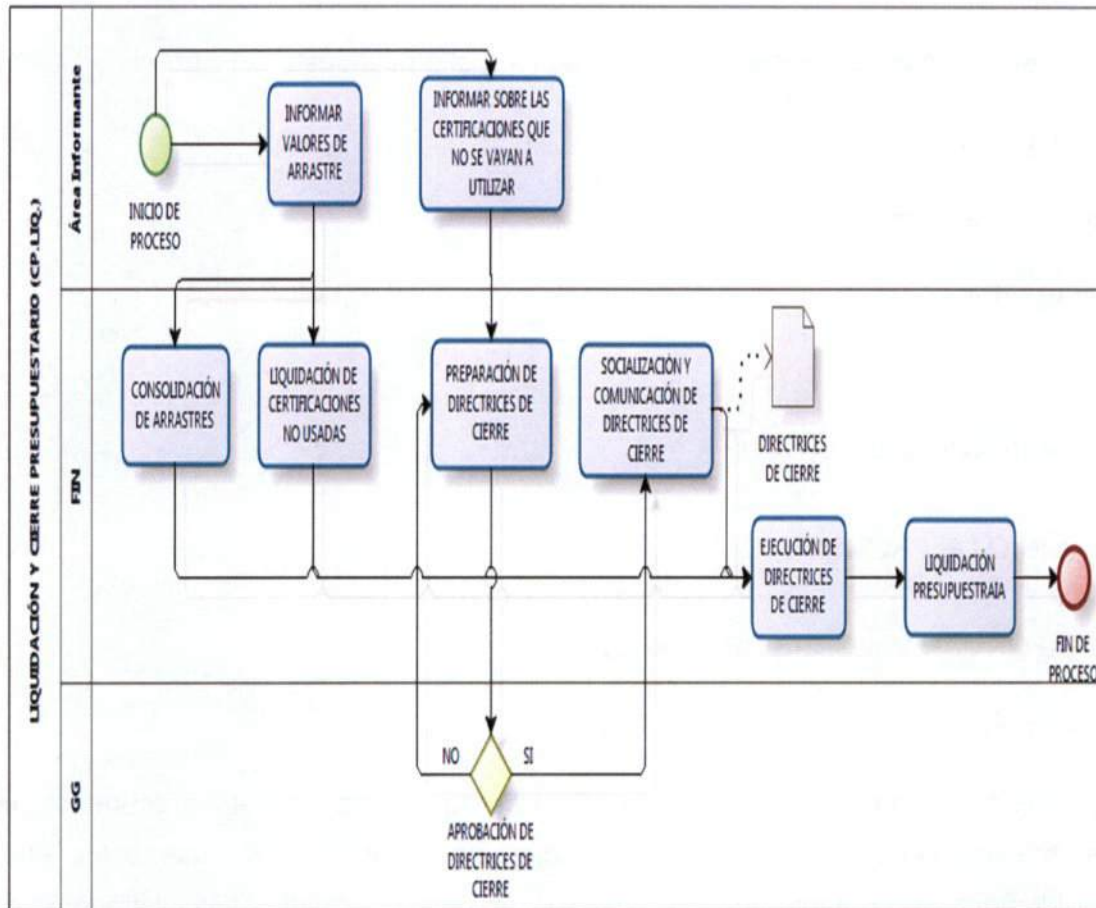 LIQUIDACIÓN Y CIERRE PRESUPUESTARIO (CP.LIQ.)
Área Informante
INICIO DE
PROCESO
INFORMAR
VALORES DE
ARRASTRE
INFORMAR SOBRE LAS
CERTIFICACIONES QUE
NO SE VAYAN A
UTILIZAR
FIN
CONSOLIDACIÓN
DE ARRASTRES
LIQUIDACIÓN DE
CERTIFICACIONES
NO USADAS
PREPARACIÓN DE
DIRECTRICES DE
CIERRE
SOCIALIZACIÓN Y
COMUNICACIÓN DE
DIRECTRICES DE
CIERRE
DIRECTRICES
DE CIERRE
EJECUCIÓN DE
DIRECTRICES
DE CIERRE
LIQUIDACIÓN
PRESUPUESTRAIA
FIN DE
PROCESO
GG
NO
SI
APROBACIÓN DE
DIRECTRICES DE
CIERRE